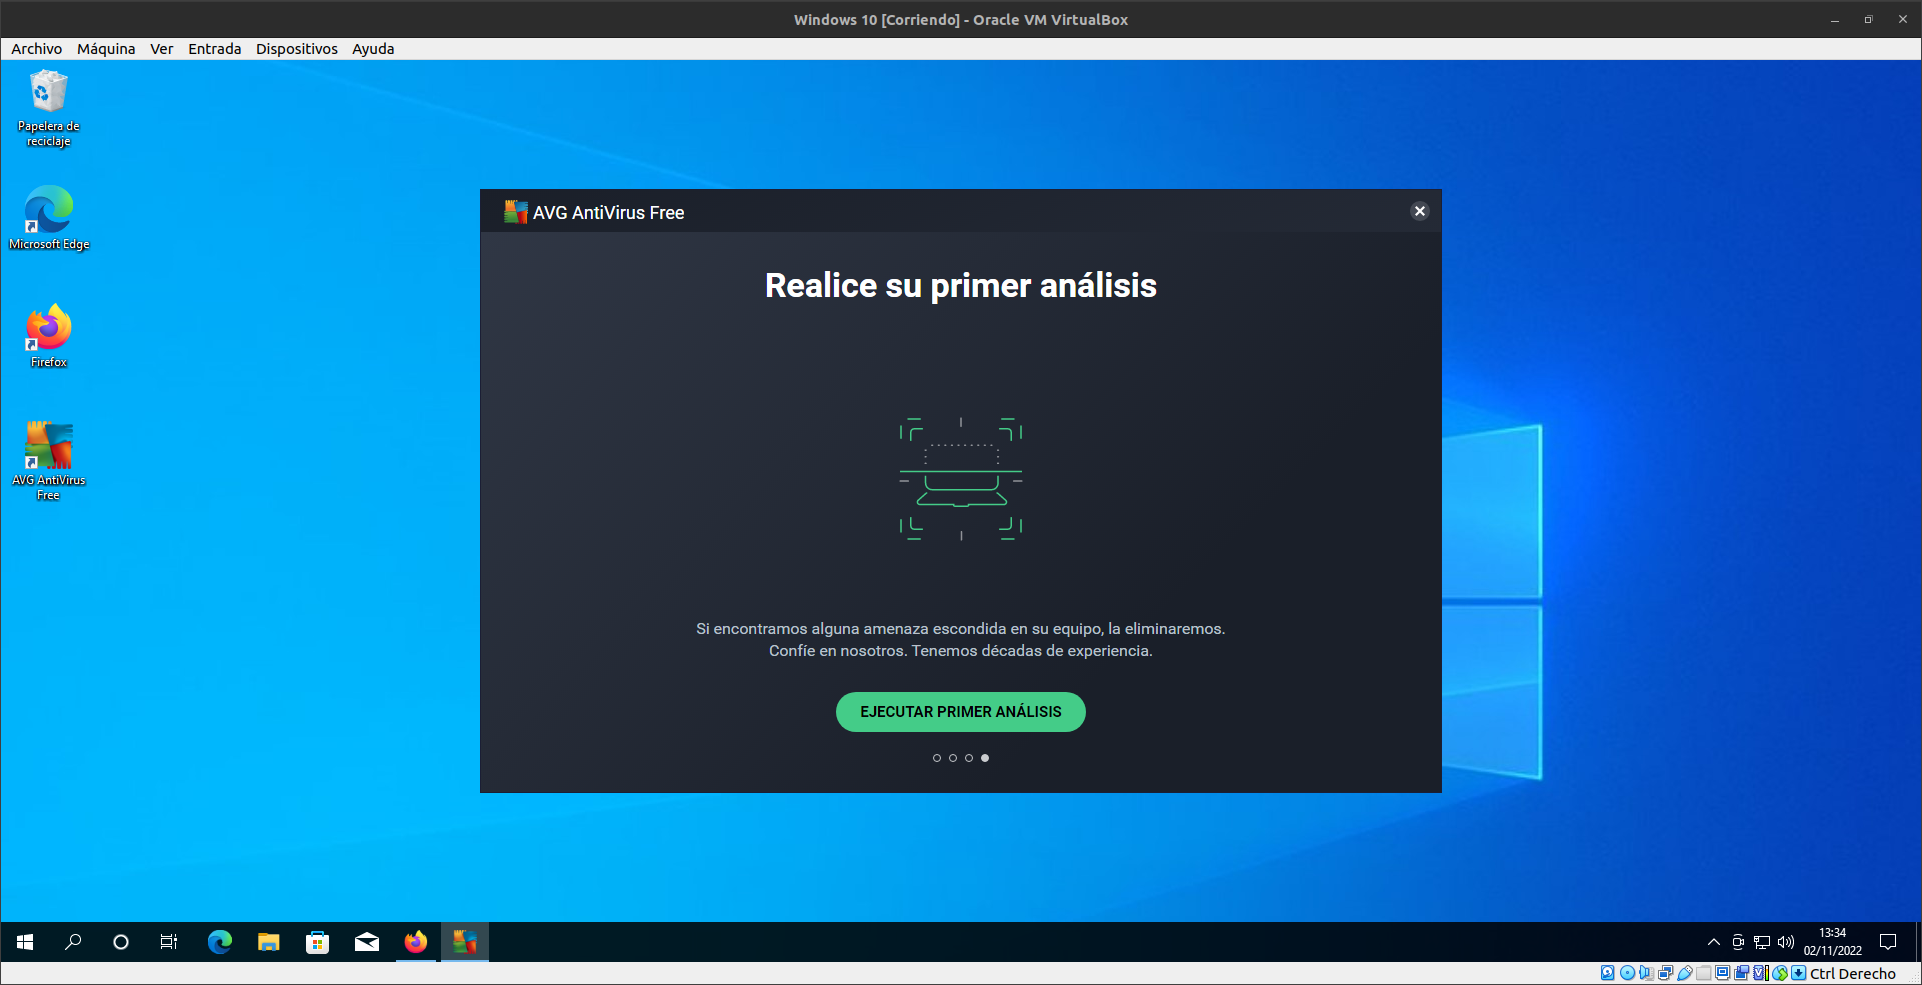 Windows 10 [Corriendo] - Oracle VM VirtualBox
Archivo Máquina Ver Entrada Dispositivos Ayuda
Papelera de
reciclaje
Microsoft Edge
Firefox
AVG AntiVirus
Free
AVG AntiVirus Free
Realice su primer análisis
Si encontramos alguna amenaza escondida en su equipo, la eliminaremos.
Confíe en nosotros. Tenemos décadas de experiencia.
EJECUTAR PRIMER ANÁLISIS
13:34
02/11/2022
Ctrl Derecho